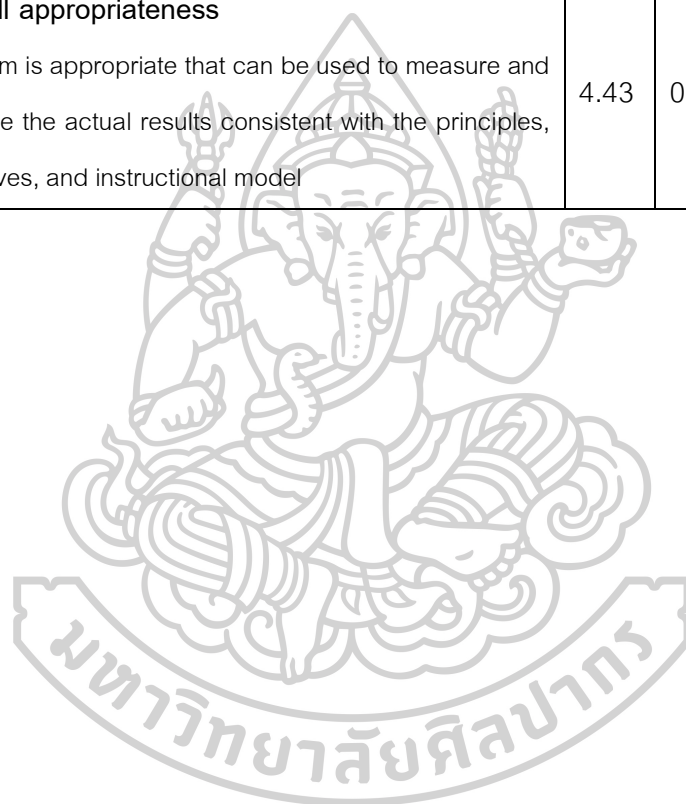 ll appropriateness
m is appropriate that can be used to measure and
e the actual results consistent with the principles,
ves, and instructional model
4.43 0
มหาวิทยาลัยศิลปากร